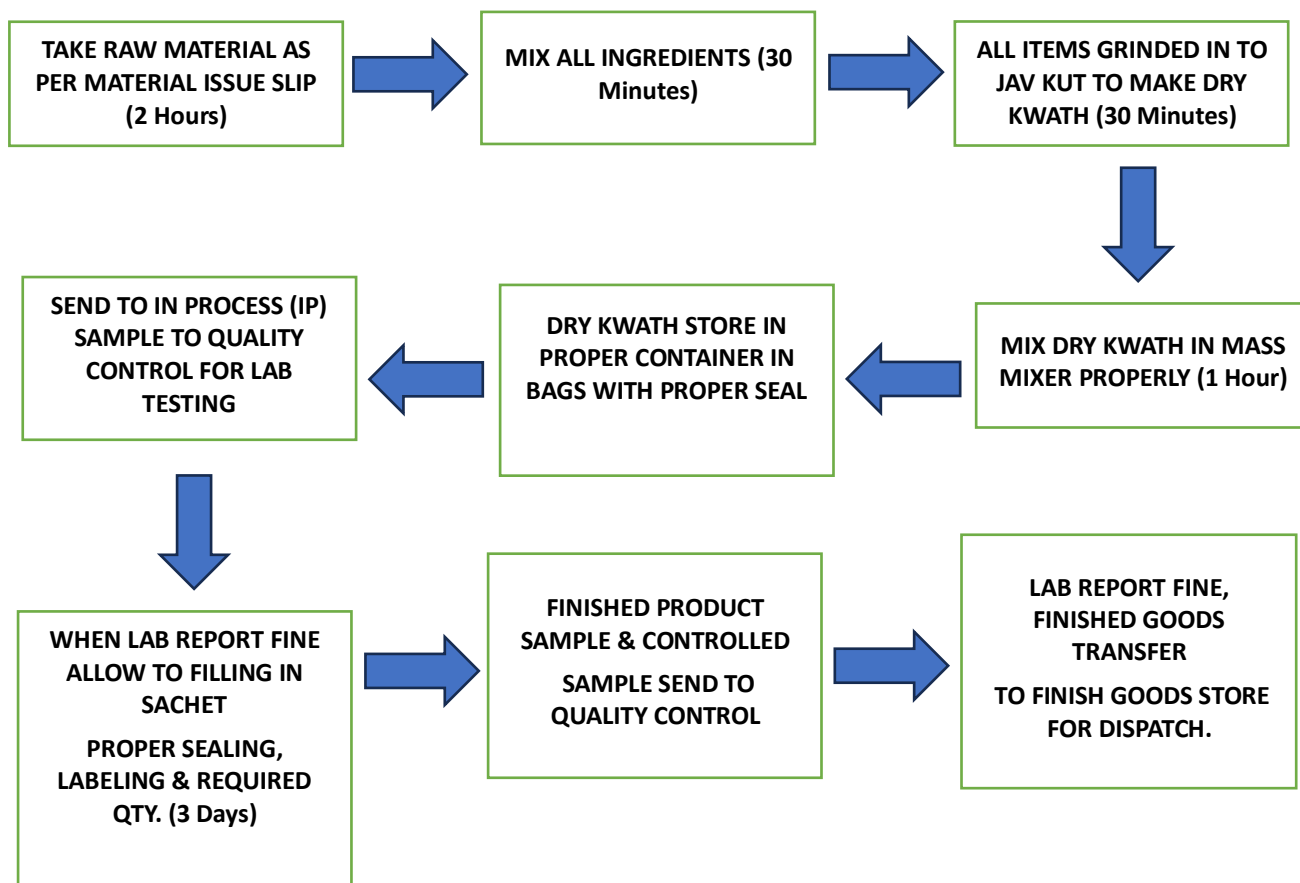 TAKE RAW MATERIAL AS
PER MATERIAL ISSUE SLIP
(2 Hours)
MIX ALL INGREDIENTS (30
Minutes)
ALL ITEMS GRINDED IN TO
JAV KUT TO MAKE DRY
KWATH (30 Minutes)
MIX DRY KWATH IN MASS
MIXER PROPERLY (1 Hour)
DRY KWATH STORE IN
PROPER CONTAINER IN
BAGS WITH PROPER SEAL
SEND TO IN PROCESS (IP)
SAMPLE TO QUALITY
CONTROL FOR LAB
TESTING
WHEN LAB REPORT FINE
ALLOW TO FILLING IN
SACHET
PROPER SEALING,
LABELING & REQUIRED
QTY. (3 Days)
FINISHED PRODUCT
SAMPLE & CONTROLLED
SAMPLE SEND TO
QUALITY CONTROL
LAB REPORT FINE,
FINISHED GOODS
TRANSFER
TO FINISH GOODS STORE
FOR DISPATCH.